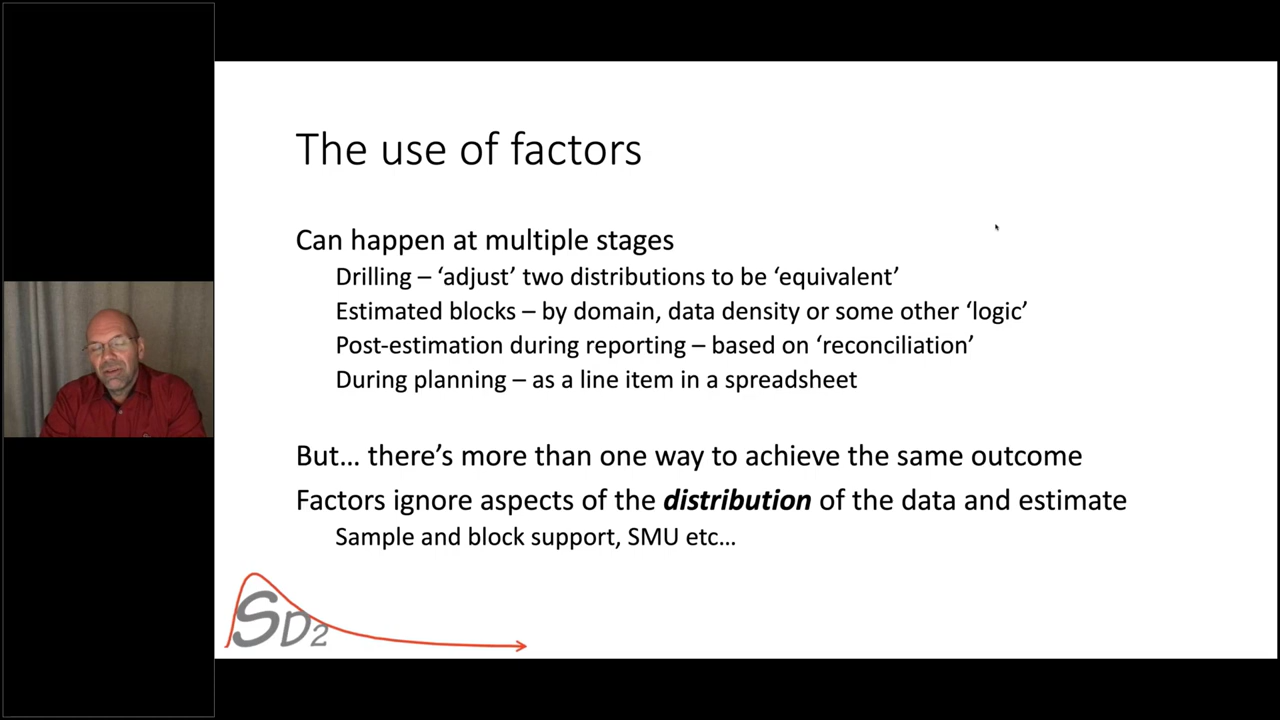 The use of factors
Can happen at multiple stages
Drilling – ‘adjust’ two distributions to be ‘equivalent’
Estimated blocks – by domain, data density or some other ‘logic’
Post-estimation during reporting – based on ‘reconciliation’
During planning – as a line item in a spreadsheet
But… there’s more than one way to achieve the same outcome
Factors ignore aspects of the distribution of the data and estimate
Sample and block support, SMU etc…
SD2